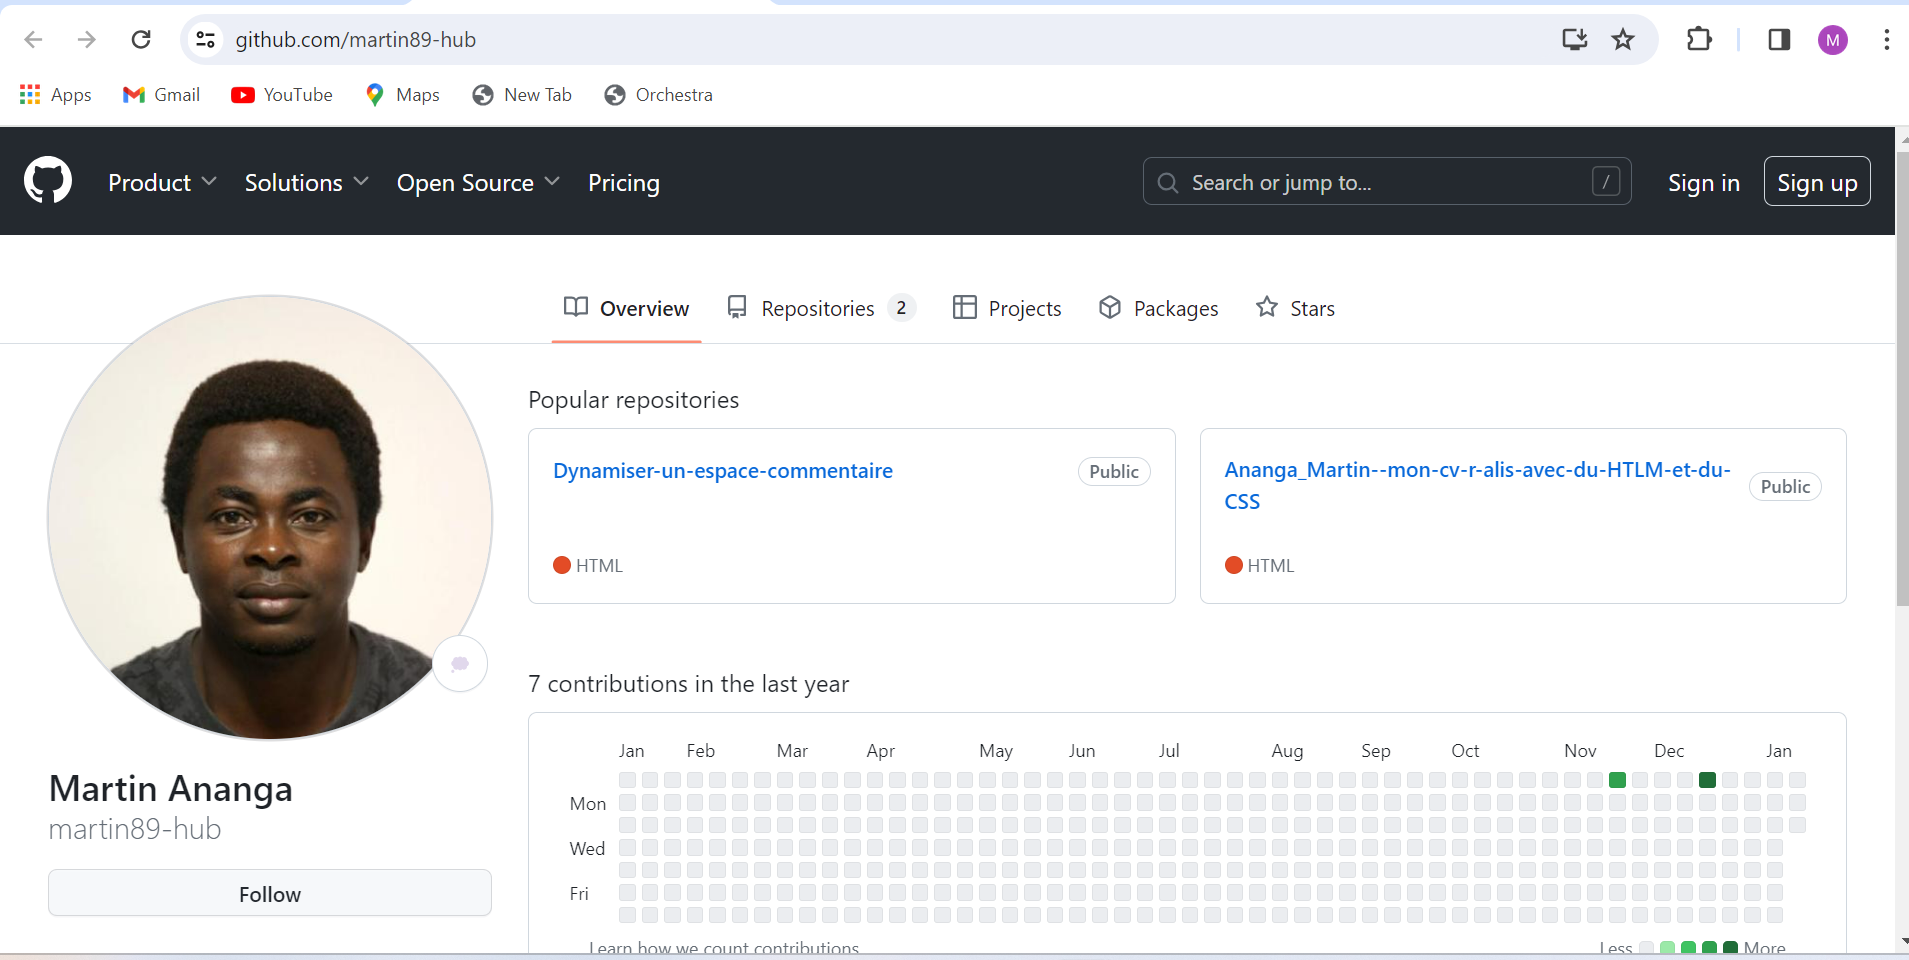 github.com/martin89-hub
M
Apps Gmail YouTube Maps New Tab Orchestra
Product Solutions Open Source Pricing Search or jump to... / Sign in Sign up
Overview Repositories 2 Projects Packages Stars
Popular repositories
Dynamiser-un-espace-commentaire Public
HTML
Ananga_Martin--mon-cv-r-alis-avec-du-HTLM-et-du-
CSS Public
HTML
7 contributions in the last year
Jan Feb Mar Apr May Jun Jul Aug Sep Oct Nov Dec Jan
Mon
Wed
Fri
Learn how we count contributions Less More
Martin Ananga
martin89-hub
Follow